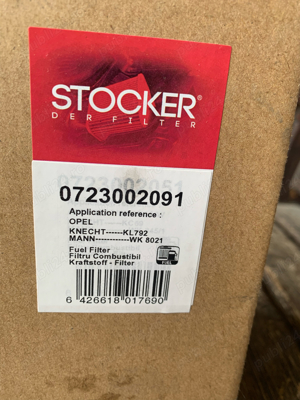 STOCKER®
DER FILTER
0723002091
Application reference :
OPEL
KNECHT------KL792
MANN------------WK 8021
Fuel Filter
Filtru Combustibil
Kraftstoff - Filter
FUEL
6 426618 017690